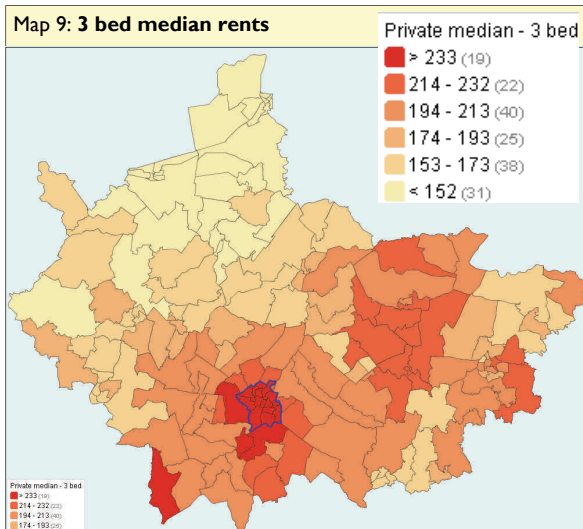 Map 9: 3 bed median rents
Private median - 3 bed
> 233 (19)
214 - 232 (22)
194 - 213 (40)
174 - 193 (25)
153 - 173 (38)
< 152 (31)
Private median - 3 bed
> 233 (19)
214 - 232 (22)
194 - 213 (40)
174 - 193 (25)